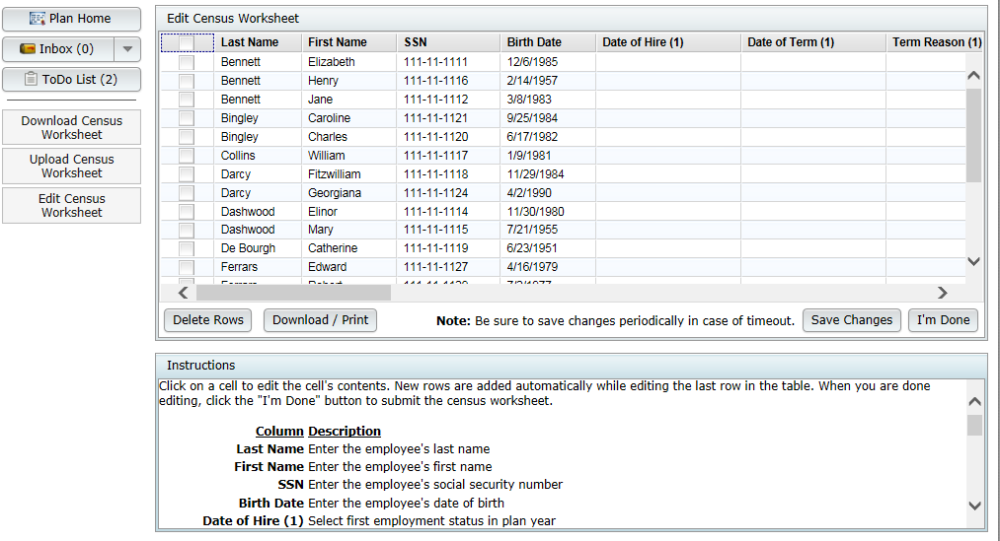 Plan Home
Inbox (0)
ToDo List (2)
Download Census
Worksheet
Upload Census
Worksheet
Edit Census
Worksheet
Edit Census Worksheet
Last Name First Name SSN Birth Date Date of Hire (1) Date of Term (1) Term Reason (1)
Bennett Elizabeth 111-11-1111 12/6/1985
Bennett Henry 111-11-1116 2/14/1957
Bennett Jane 111-11-1112 3/8/1983
Bingley Caroline 111-11-1121 9/25/1984
Bingley Charles 111-11-1120 6/17/1982
Collins William 111-11-1117 1/9/1981
Darcy Fitzwilliam 111-11-1118 11/29/1984
Darcy Georgiana 111-11-1124 4/2/1990
Dashwood Elinor 111-11-1114 11/30/1980
Dashwood Mary 111-11-1115 7/21/1955
De Bourgh Catherine 111-11-1119 6/23/1951
Ferrars Edward 111-11-1127 4/16/1979
Delete Rows Download / Print Note: Be sure to save changes periodically in case of timeout. Save Changes I'm Done
Instructions
Click on a cell to edit the cell's contents. New rows are added automatically while editing the last row in the table. When you are done
editing, click the "I'm Done" button to submit the census worksheet.
Column Description
Last Name Enter the employee's last name
First Name Enter the employee's first name
SSN Enter the employee's social security number
Birth Date Enter the employee's date of birth
Date of Hire (1) Select first employment status in plan year